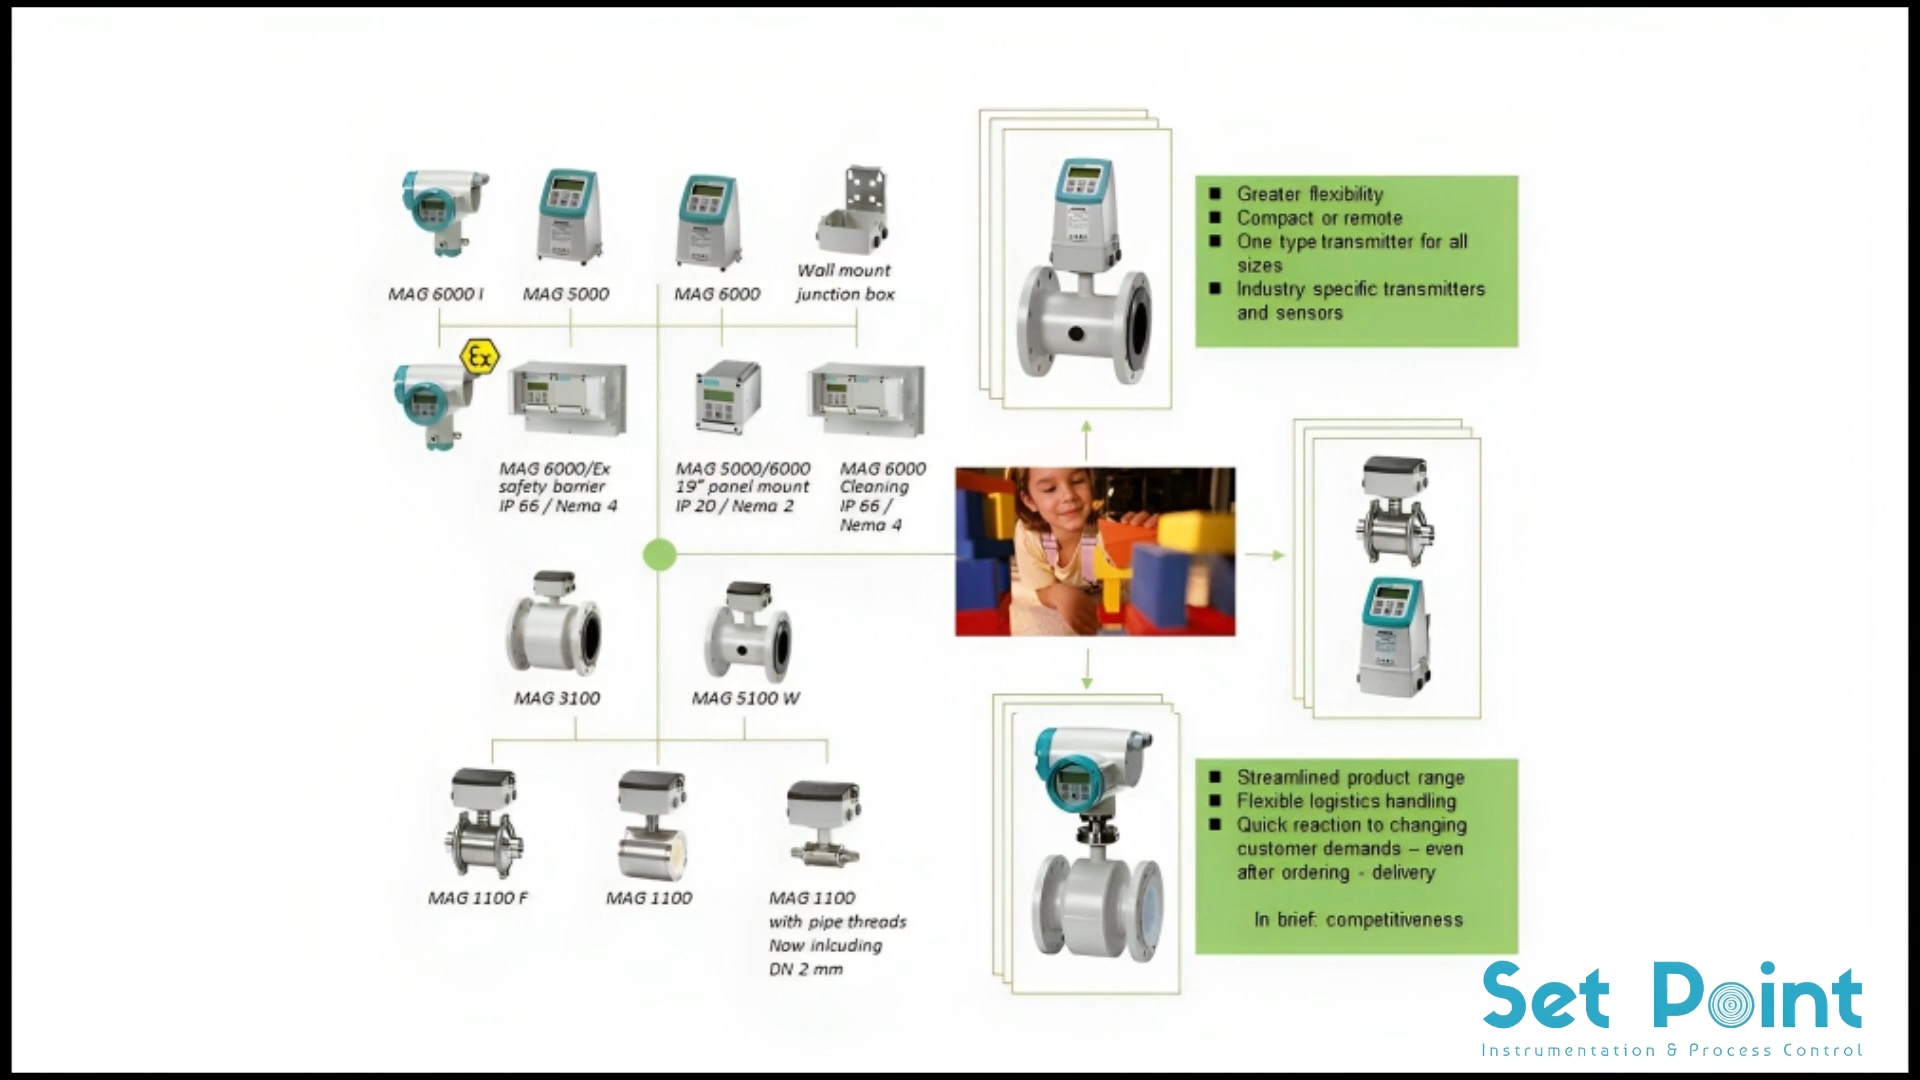 MAG 6000 I
MAG 5000
MAG 6000
Wall mount
junction box
Ex
MAG 6000/Ex
safety barrier
IP 66 / Nema 4
MAG 5000/6000
19" panel mount
IP 20 / Nema 2
MAG 6000
Cleaning
IP 66 /
Nema 4
MAG 3100
MAG 5100 W
MAG 1100 F
MAG 1100
MAG 1100
with pipe threads
Now inlcuding
DN 2 mm
Greater flexibility
Compact or remote
One type transmitter for all
sizes
Industry specific transmitters
and sensors
Streamlined product range
Flexible logistics handling
Quick reaction to changing
customer demands – even
after ordering - delivery
In brief: competitiveness
Set Point
Instrumentation & Process Control